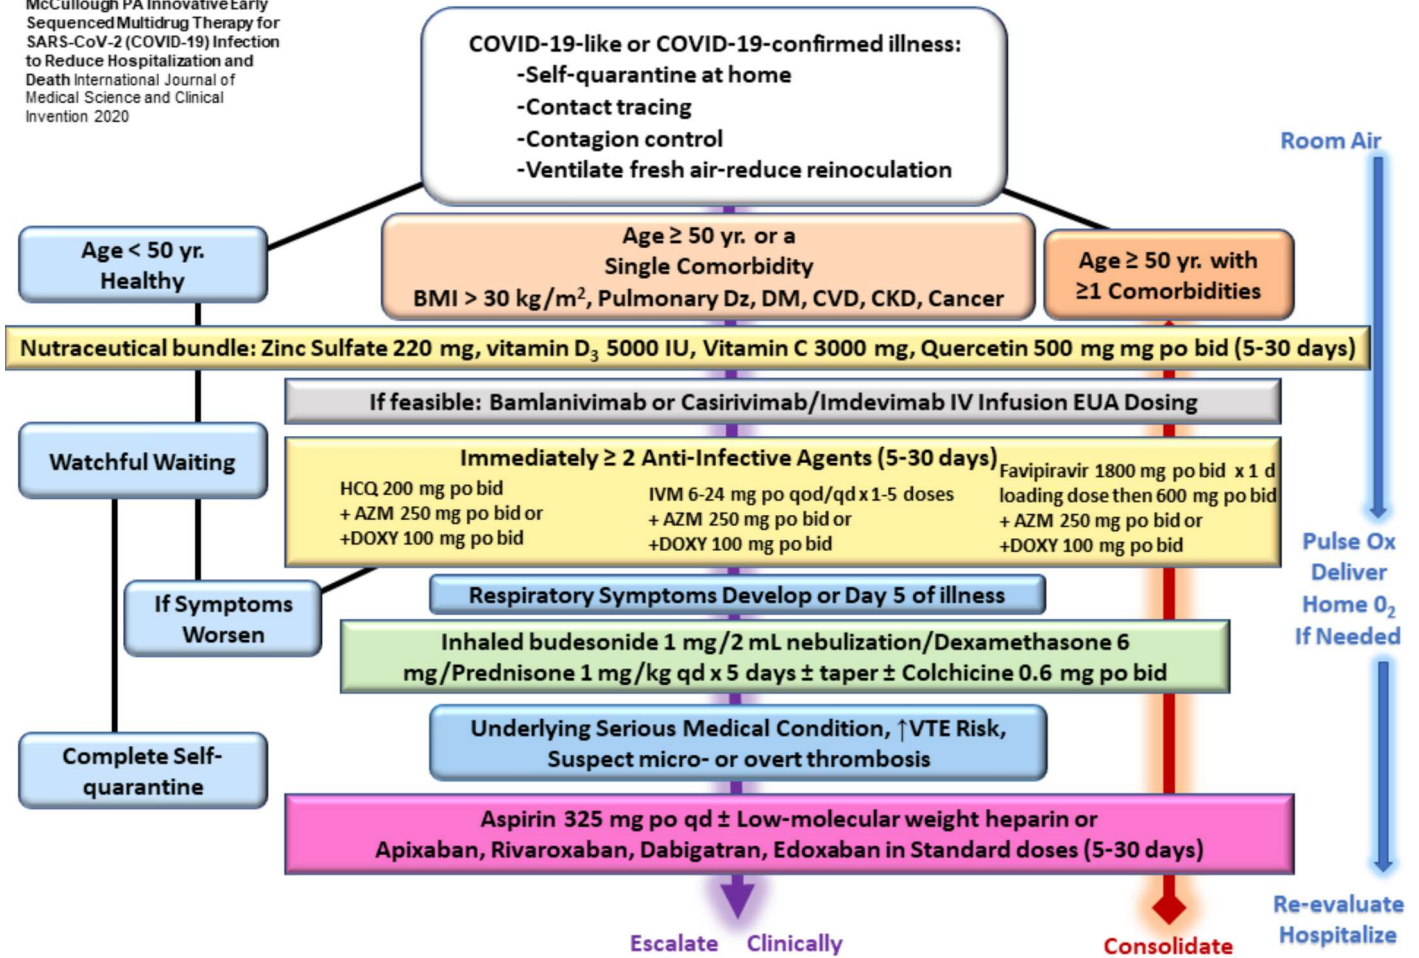 McCullough PA Innovative Early
Sequenced Multidrug Therapy for
SARS-CoV-2 (COVID-19) Infection
to Reduce Hospitalization and
Death International Journal of
Medical Science and Clinical
Invention 2020
COVID-19-like or COVID-19-confirmed illness:
-Self-quarantine at home
-Contact tracing
-Contagion control
-Ventilate fresh air-reduce reinoculation
Room Air
Age < 50 yr.
Healthy
Age ≥ 50 yr. or a
Single Comorbidity
BMI > 30 kg/m², Pulmonary Dz, DM, CVD, CKD, Cancer
Age ≥ 50 yr. with
≥1 Comorbidities
Nutraceutical bundle: Zinc Sulfate 220 mg, vitamin D₃ 5000 IU, Vitamin C 3000 mg, Quercetin 500 mg mg po bid (5-30 days)
If feasible: Bamlanivimab or Casirivimab/Imdevimab IV Infusion EUA Dosing
Watchful Waiting
Immediately ≥ 2 Anti-Infective Agents (5-30 days)
HCQ 200 mg po bid
+ AZM 250 mg po bid or
+DOXY 100 mg po bid
IVM 6-24 mg po qod/qd x 1-5 doses
+ AZM 250 mg po bid or
+DOXY 100 mg po bid
Favipiravir 1800 mg po bid x 1 d
loading dose then 600 mg po bid
+ AZM 250 mg po bid or
+DOXY 100 mg po bid
Pulse Ox
Deliver
Home 0₂
If Needed
If Symptoms
Worsen
Respiratory Symptoms Develop or Day 5 of illness
Inhaled budesonide 1 mg/2 mL nebulization/Dexamethasone 6
mg/Prednisone 1 mg/kg qd x 5 days ± taper ± Colchicine 0.6 mg po bid
Underlying Serious Medical Condition, ↑VTE Risk,
Suspect micro- or overt thrombosis
Complete Self-
quarantine
Aspirin 325 mg po qd ± Low-molecular weight heparin or
Apixaban, Rivaroxaban, Dabigatran, Edoxaban in Standard doses (5-30 days)
Escalate Clinically
Consolidate
Re-evaluate
Hospitalize